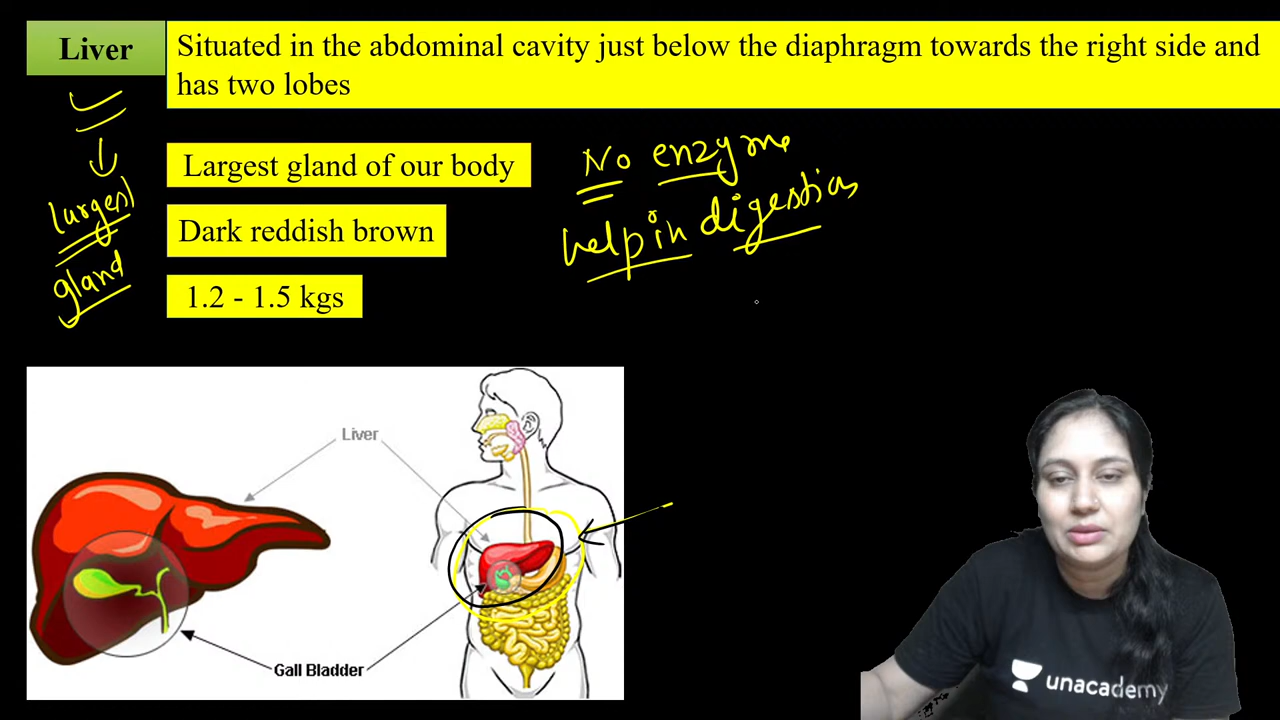 Liver
Situated in the abdominal cavity just below the diaphragm towards the right side and
has two lobes
Largest gland of our body
Dark reddish brown
1.2 - 1.5 kgs
largest
gland
No enzyme
help in digestion
Liver
Gall Bladder
unacademy